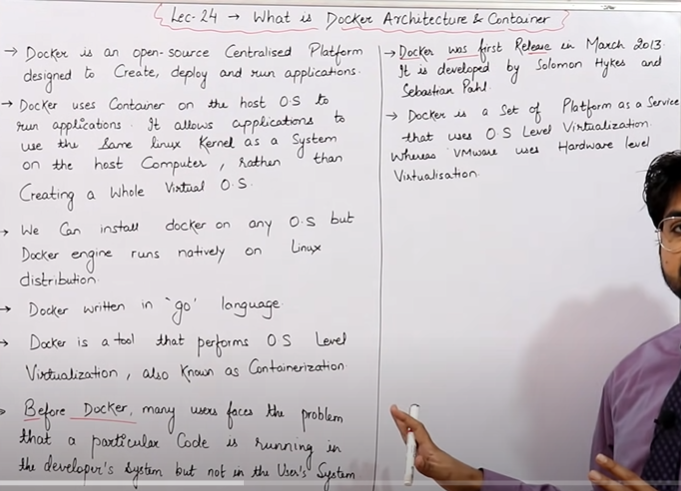 Lec-24 → What is Docker Architecture & Container
→ Docker is an open-source Centralised Platform
designed to Create, deploy and run applications.
→ Docker uses Container on the host O.S to
run applications. It allows applications to
use the same linux Kernel as a System
on the host Computer, rather than
Creating a whole Virtual O.S.
→ We Can install docker on any O.S but
Docker engine runs natively on Linux
distribution.
→ Docker written in 'go' language.
→ Docker is a tool that performs OS Level
Virtualization, also Known as Containerization
→ Before Docker, many users faces the problem
that a particular Code is running in
the developer's System but not in the User's System
→ Docker was first Release in March 2013.
It is developed by Solomon Hykes and
Sebastian Pahl.
→ Docker is a Set of Platform as a Service
that uses O.S Level Virtualization.
Whereas VMware uses Hardware level
Virtualisation.